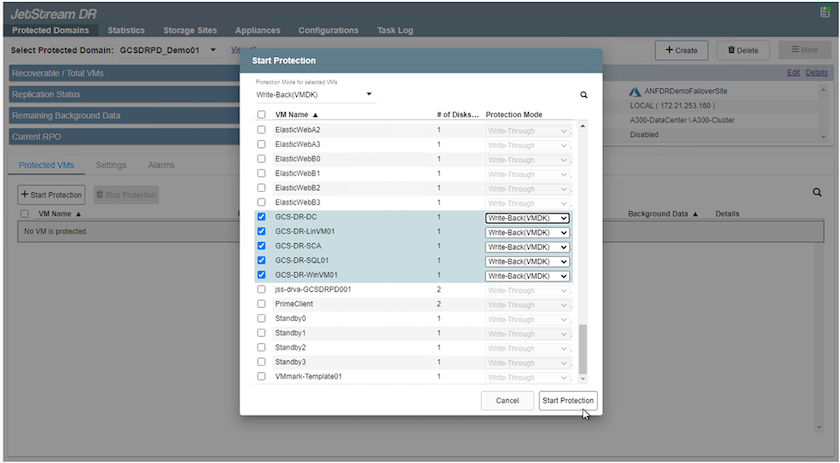 JetStream DR
Protected Domains Statistics Storage Sites Appliances Configurations Task Log
Select Protected Domain: GCSDRPD_Demo01
+ Create Delete More
Recoverable / Total VMs
Edit Details
Replication Status
ANFDRDemoFailoverSite
LOCAL ( 172.21.253.160 )
Remaining Background Data
A300-DataCenter \ A300-Cluster
Current RPO
Disabled
Protected VMs Settings Alarms
+ Start Protection Stop Protection
VM Name ▲
Background Data ▲ Details
No VM is protected.
Start Protection
Protection Mode for selected VMs
Write-Back(VMDK)
VM Name ▲ # of Disks... Protection Mode
ElasticWebA2 1 Write-Through
ElasticWebA3 1 Write-Through
ElasticWebB0 1 Write-Through
ElasticWebB1 1 Write-Through
ElasticWebB2 1 Write-Through
ElasticWebB3 1 Write-Through
GCS-DR-DC 1 Write-Back(VMDK)
GCS-DR-LinVM01 1 Write-Back(VMDK)
GCS-DR-SCA 1 Write-Back(VMDK)
GCS-DR-SQL01 1 Write-Back(VMDK)
GCS-DR-WinVM01 1 Write-Back(VMDK)
jss-drva-GCSDRPD001 2 Write-Through
PrimeClient 2 Write-Through
Standby0 1 Write-Through
Standby1 1 Write-Through
Standby2 1 Write-Through
Standby3 1 Write-Through
VMmark-Template01 1 Write-Through
Cancel Start Protection